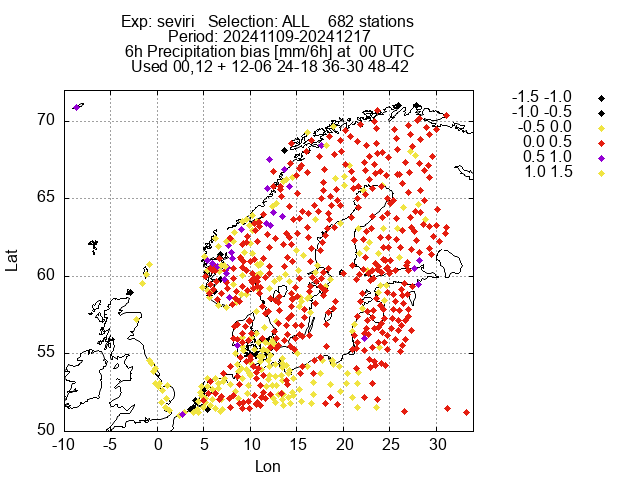 Exp: seviri   Selection: ALL    682 stations
Period: 20241109-20241217
6h Precipitation bias [mm/6h] at  00 UTC
Used 00,12 + 12-06 24-18 36-30 48-42
-1.5 -1.0
-1.0 -0.5
-0.5 0.0
0.0 0.5
0.5 1.0
1.0 1.5
70
65
60
55
50
Lat
-10 -5 0 5 10 15 20 25 30
Lon